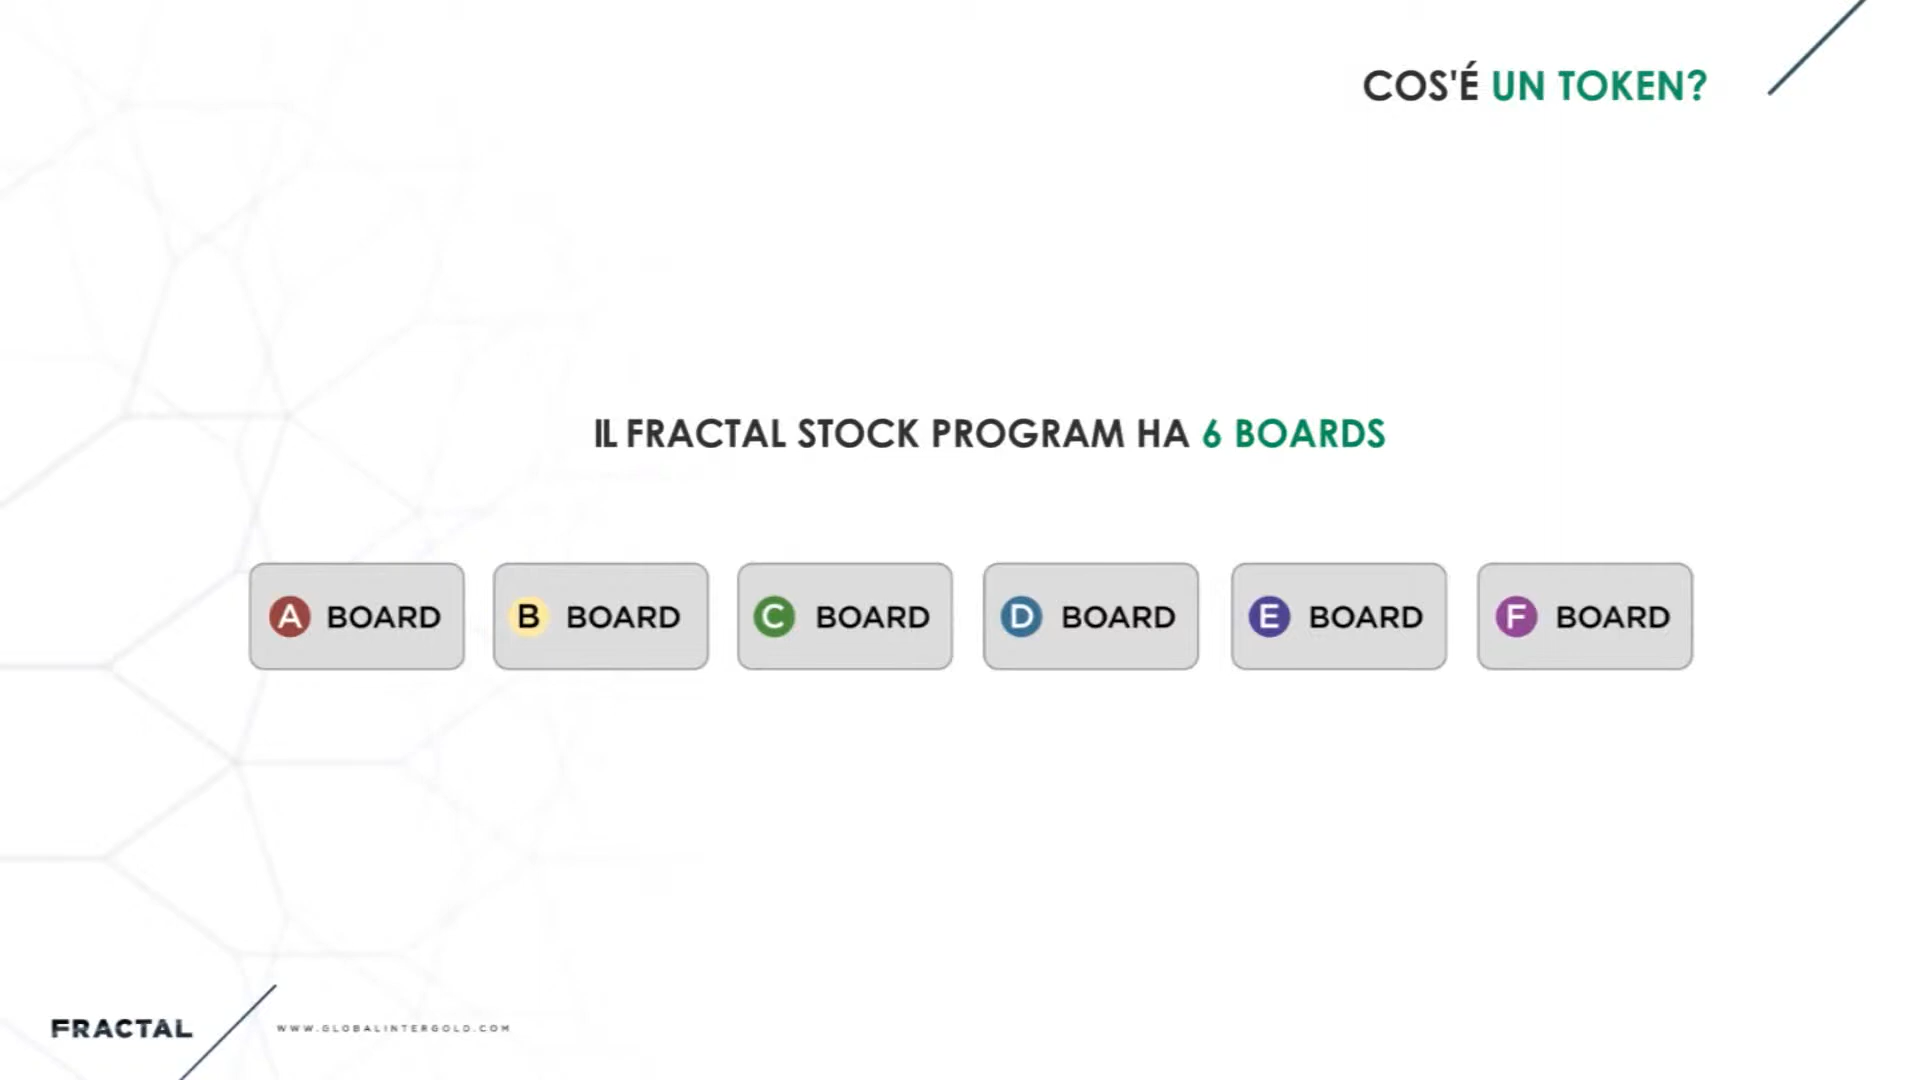 COS'É UN TOKEN?
IL FRACTAL STOCK PROGRAM HA 6 BOARDS
A BOARD
B BOARD
C BOARD
D BOARD
E BOARD
F BOARD
FRACTAL
WWW.GLOBALINTERGOLD.COM